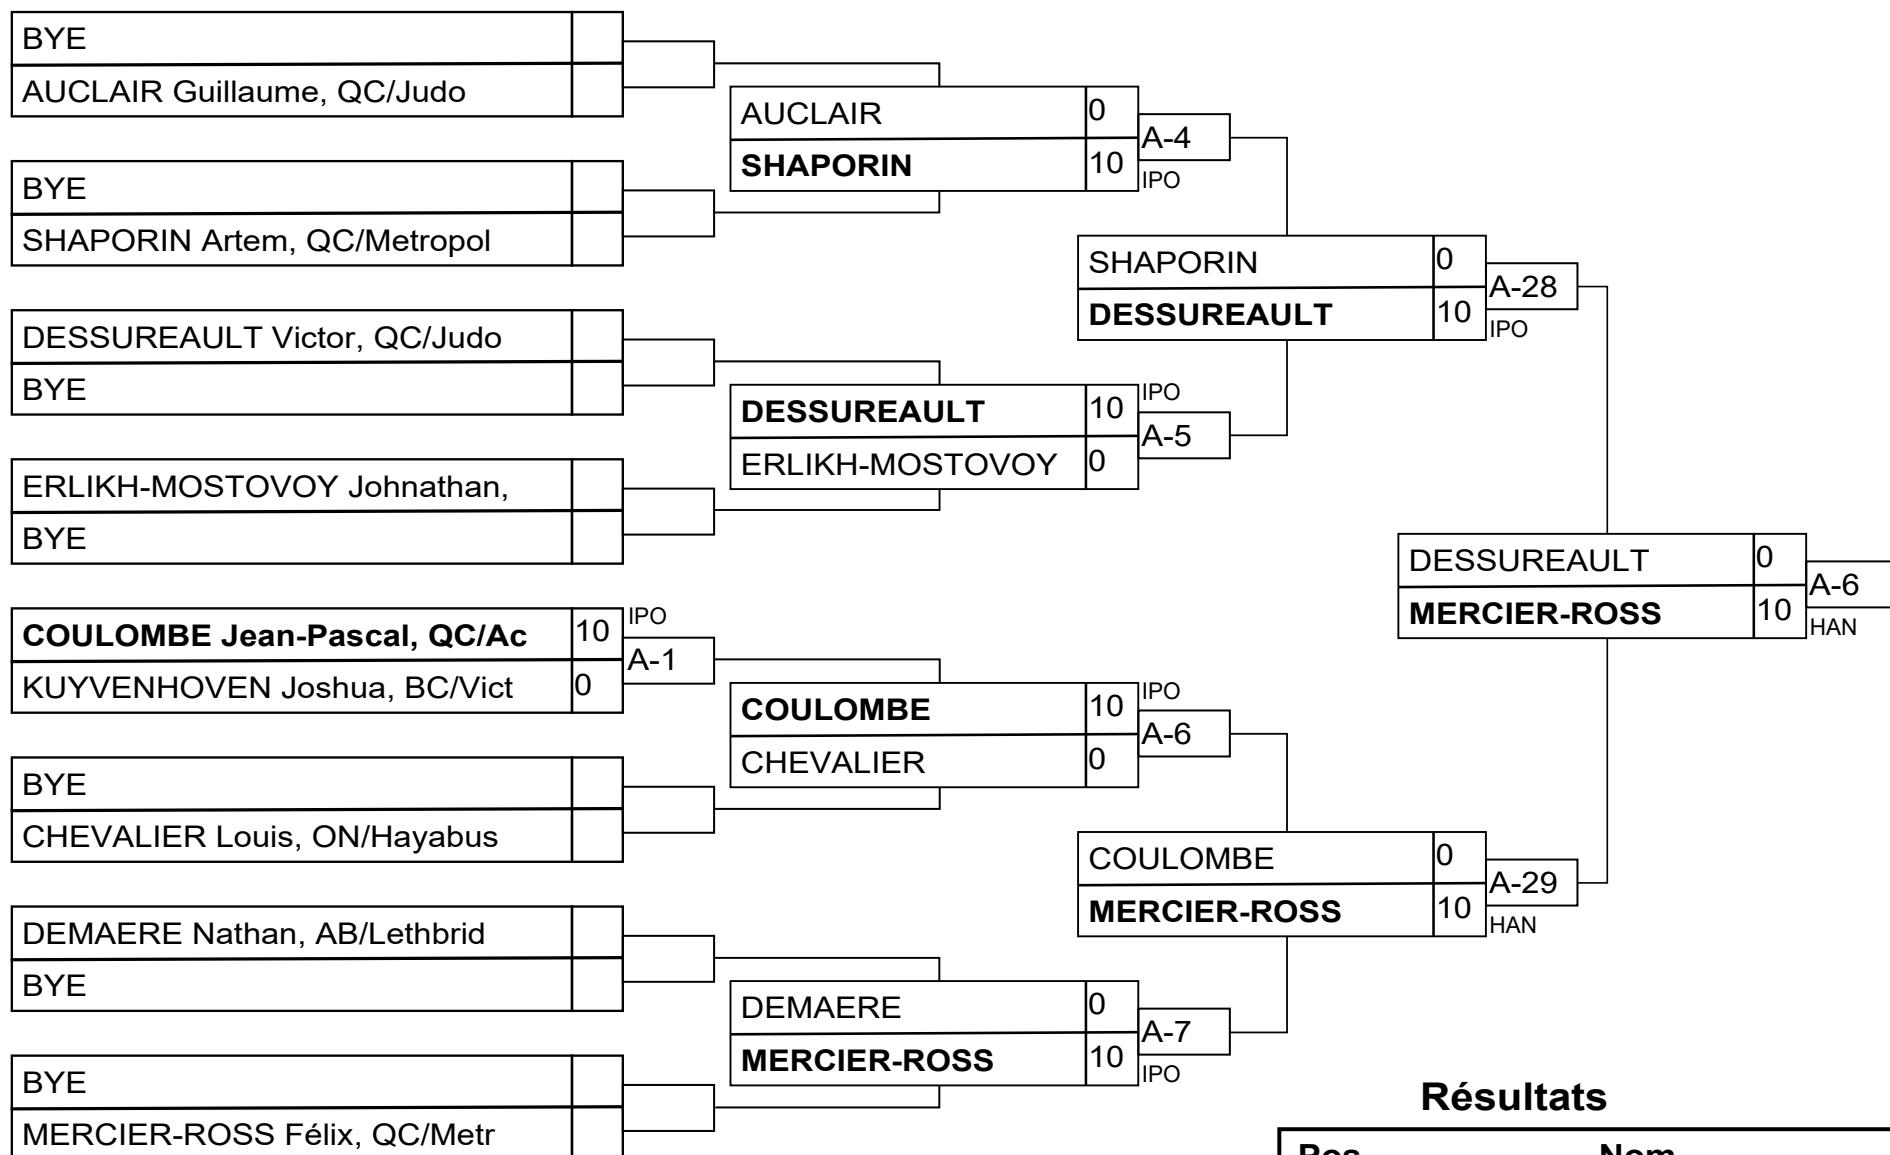 BYE
AUCLAIR Guillaume, QC/Judo
BYE
SHAPORIN Artem, QC/Metropol
DESSUREAULT Victor, QC/Judo
BYE
ERLIKH-MOSTOVOY Johnathan,
BYE
COULOMBE Jean-Pascal, QC/Ac 10 IPO
A-1
KUYVENHOVEN Joshua, BC/Vict 0
BYE
CHEVALIER Louis, ON/Hayabus
DEMAERE Nathan, AB/Lethbrid
BYE
BYE
MERCIER-ROSS Félix, QC/Metr
AUCLAIR 0
A-4
SHAPORIN 10 IPO
DESSUREAULT 10 IPO
A-5
ERLIKH-MOSTOVOY 0
COULOMBE 10 IPO
A-6
CHEVALIER 0
DEMAERE 0
A-7
MERCIER-ROSS 10 IPO
SHAPORIN 0
A-28
DESSUREAULT 10 IPO
COULOMBE 0
A-29
MERCIER-ROSS 10 HAN
DESSUREAULT 0
A-6
MERCIER-ROSS 10 HAN
Résultats
Pos Nom